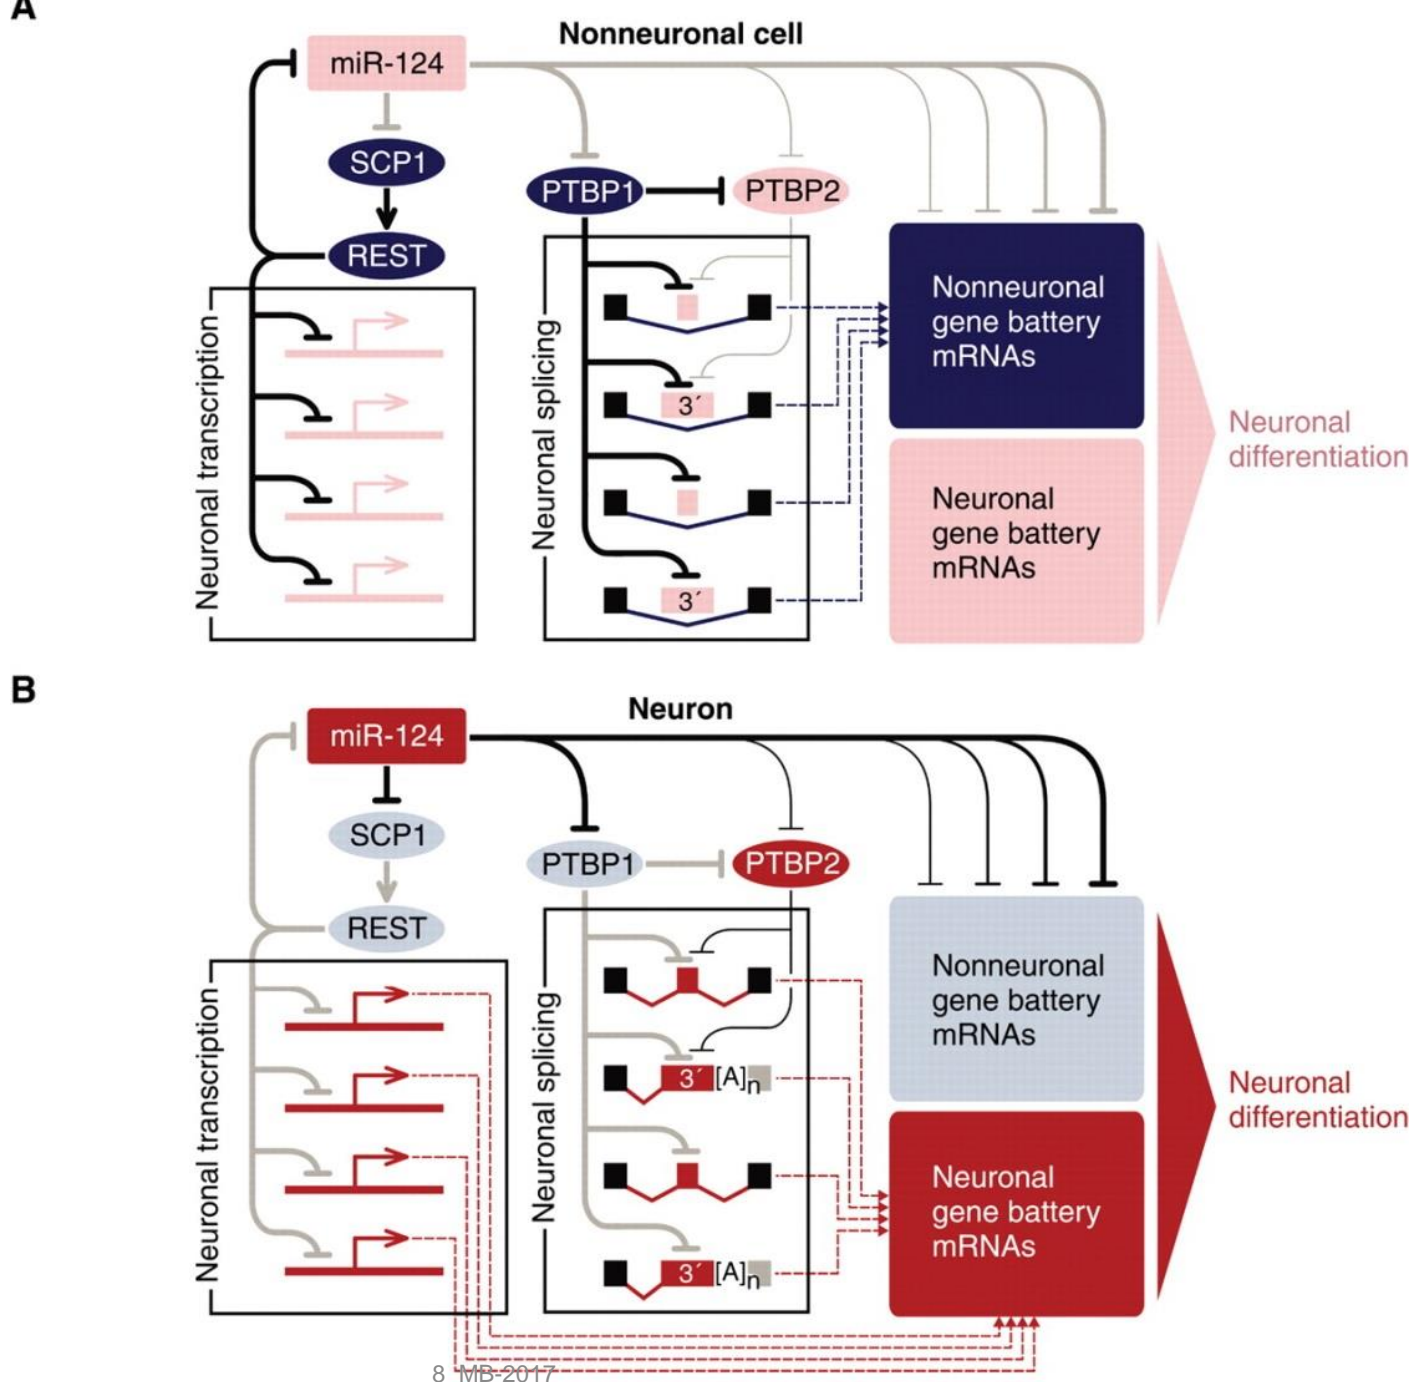 A
Nonneuronal cell
miR-124
SCP1
REST
PTBP1
PTBP2
Neuronal transcription
Neuronal splicing
3´
3´
Nonneuronal
gene battery
mRNAs
Neuronal
gene battery
mRNAs
Neuronal
differentiation
B
Neuron
miR-124
SCP1
REST
PTBP1
PTBP2
Neuronal transcription
Neuronal splicing
3´ [A]n
3´ [A]n
Nonneuronal
gene battery
mRNAs
Neuronal
gene battery
mRNAs
Neuronal
differentiation
8 MB-2017